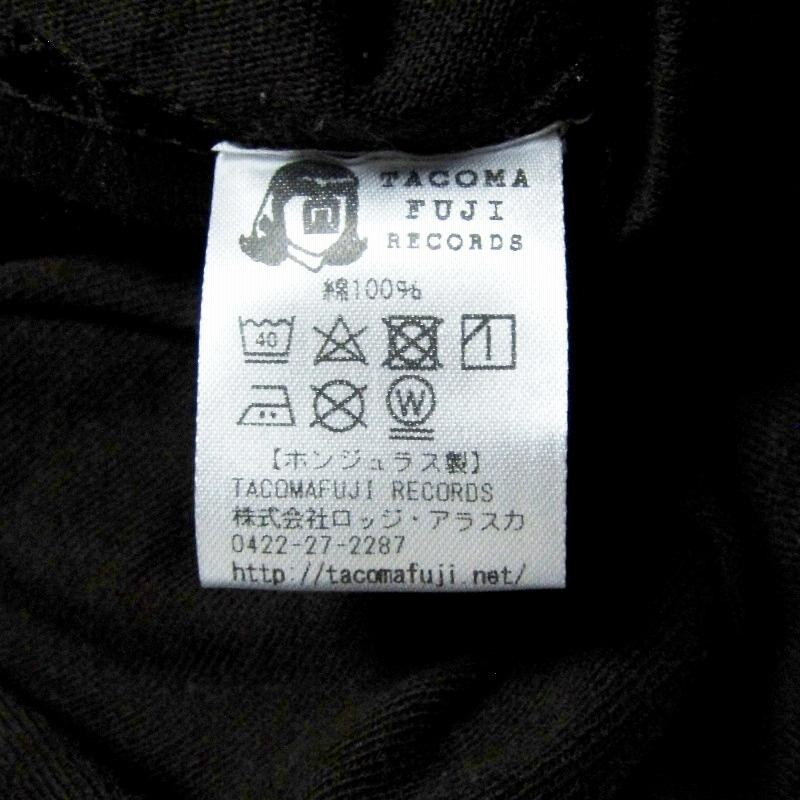 TACOMA
FUJI
RECORDS
綿100%
40
W
【ホンジュラス製】
TACOMAFUJI RECORDS
株式会社ロッジ・アラスカ
0422-27-2287
http://tacomafuji.net/